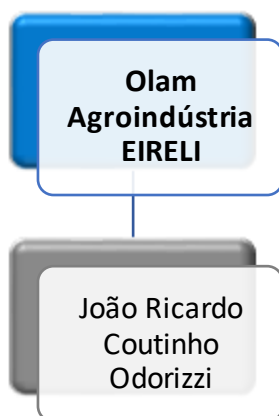 Olam
Agroindústria
EIRELI
João Ricardo
Coutinho
Odorizzi